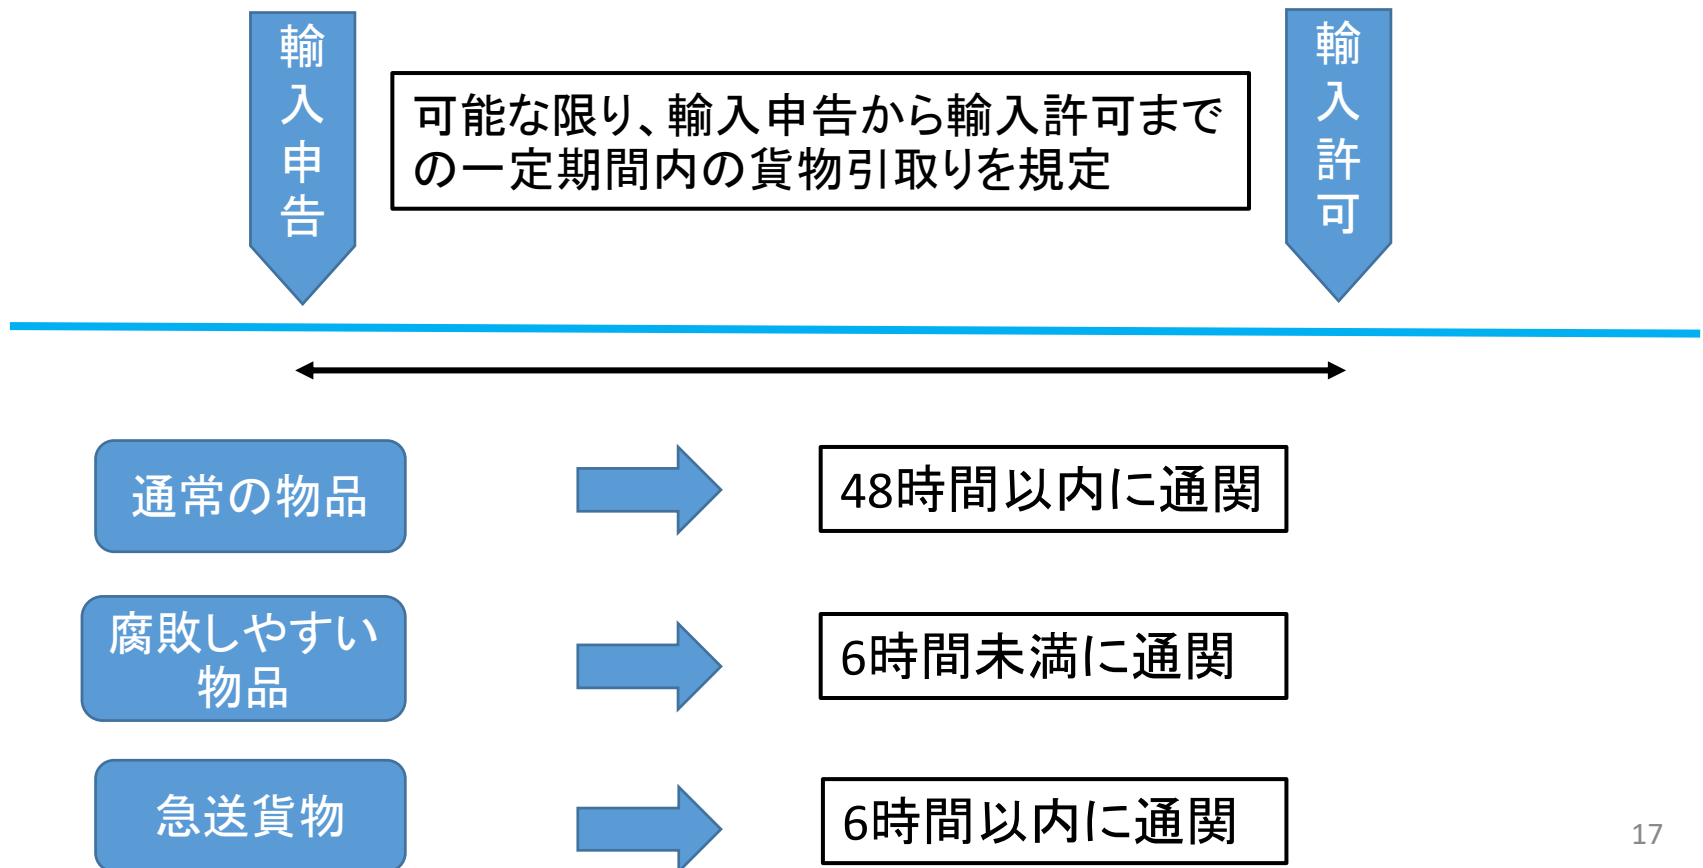 輸入申告
可能な限り、輸入申告から輸入許可まで
の一定期間内の貨物引取りを規定
輸入許可
通常の物品
48時間以内に通関
腐敗しやすい
物品
6時間未満に通関
急送貨物
6時間以内に通関
17